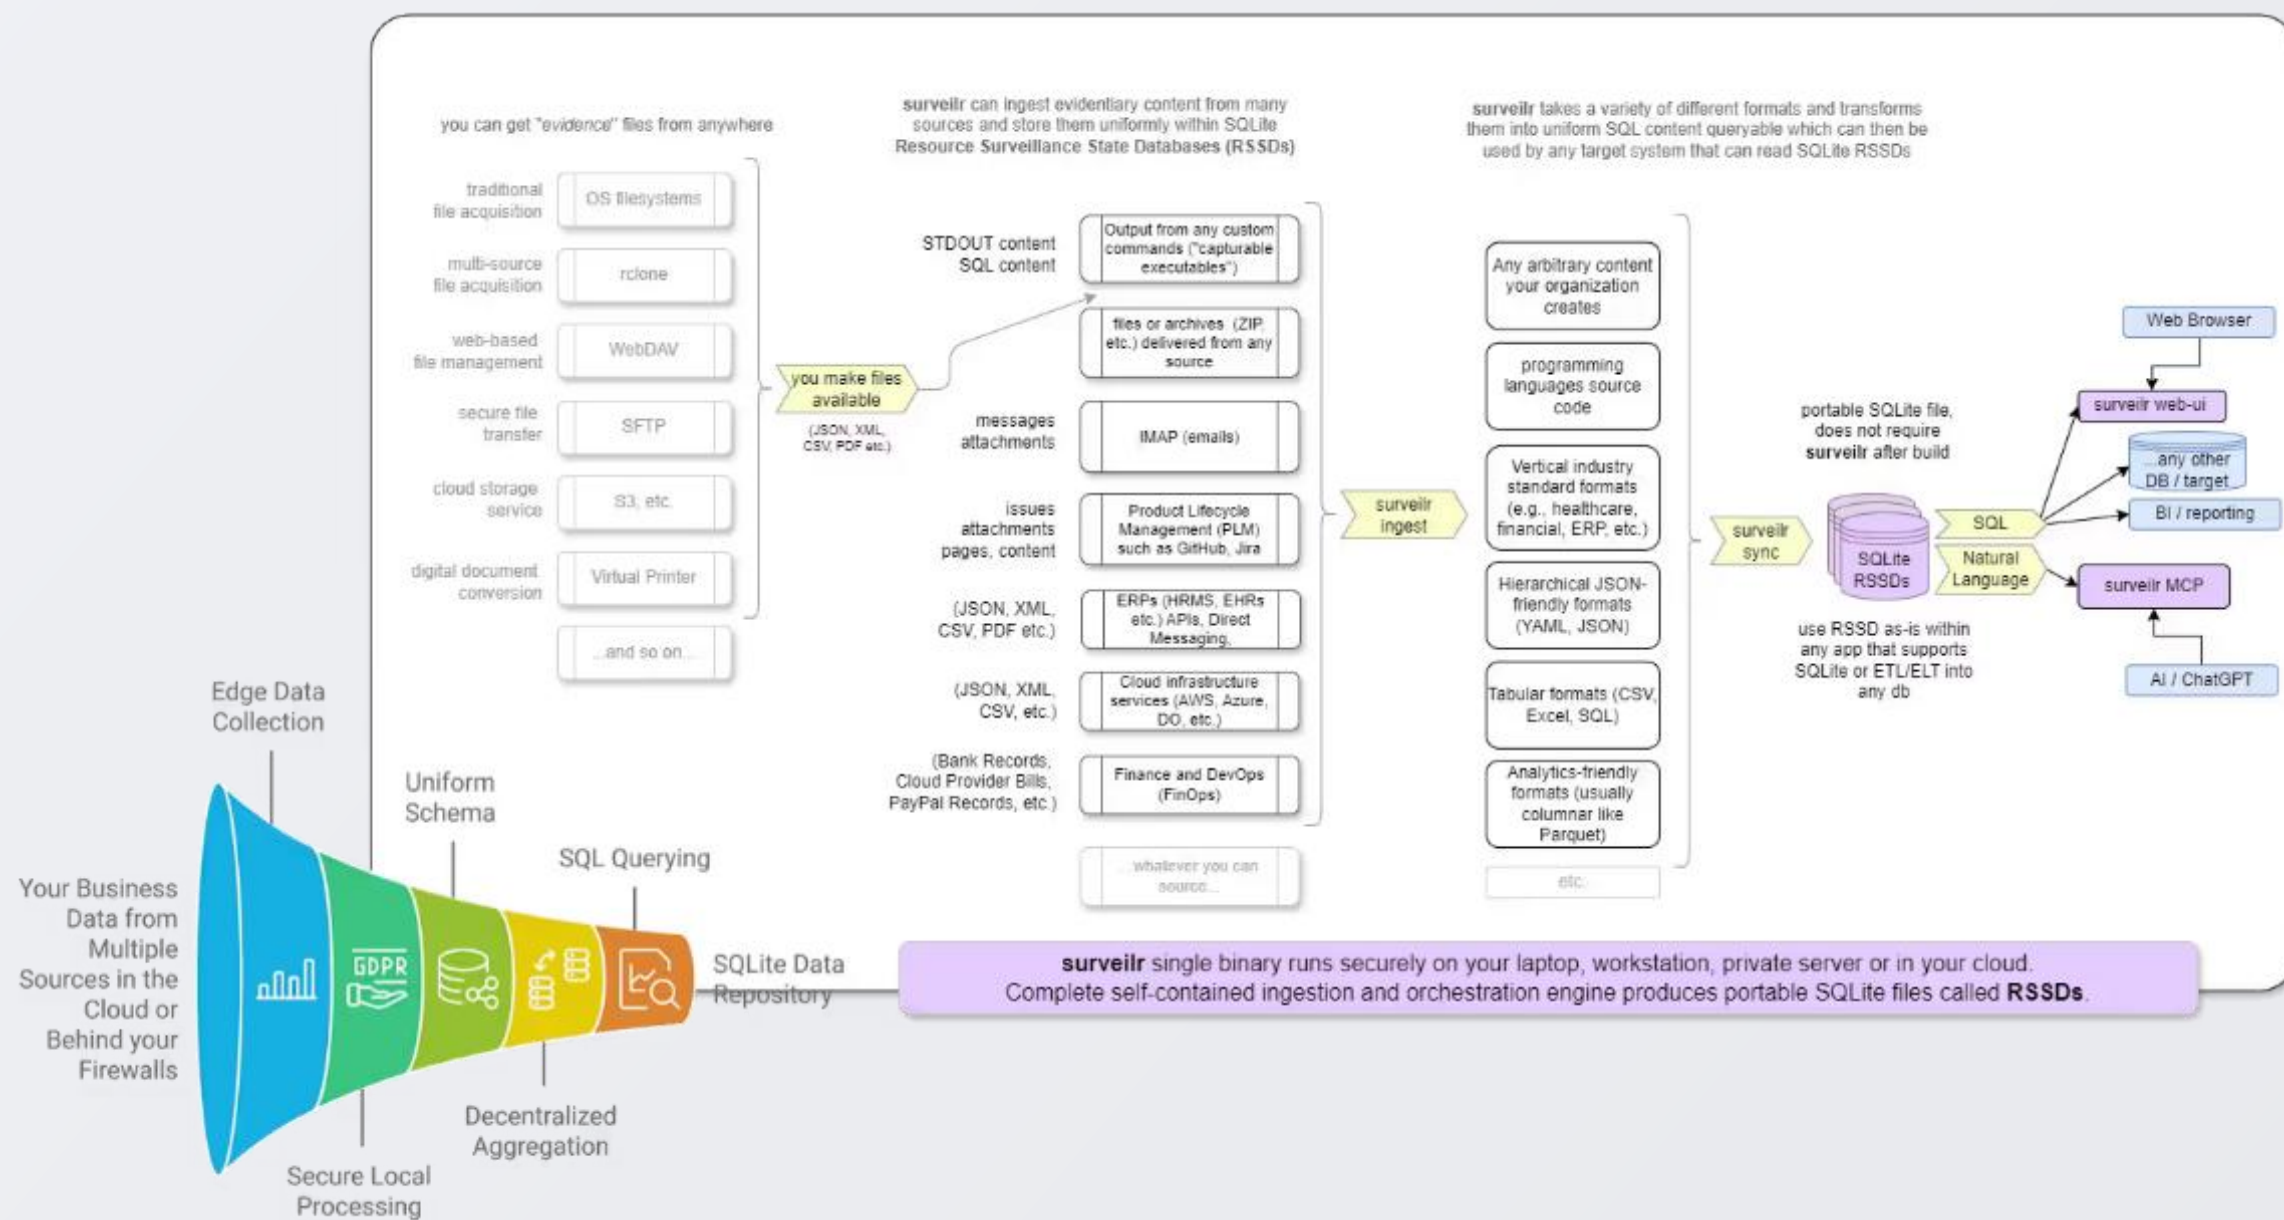 you can get "evidence" files from anywhere
traditional
file acquisition
OS filesystems
multi-source
file acquisition
rclone
web-based
file management
WebDAV
secure file
transfer
SFTP
cloud storage
service
S3, etc.
digital document
conversion
Virtual Printer
...and so on...
you make files
available
(JSON, XML,
CSV, PDF etc.)
surveilr can ingest evidentiary content from many
sources and store them uniformly within SQLite
Resource Surveillance State Databases (RSSDs)
STDOUT content
SQL content
Output from any custom
commands ("capturable
executables")
files or archives (ZIP,
etc.) delivered from any
source
messages
attachments
IMAP (emails)
issues
attachments
pages, content
Product Lifecycle
Management (PLM)
such as GitHub, Jira
(JSON, XML,
CSV, PDF etc.)
ERPs (HRMS, EHRs
etc.) APIs, Direct
Messaging,
(JSON, XML,
CSV, etc.)
Cloud infrastructure
services (AWS, Azure,
DO, etc.)
(Bank Records,
Cloud Provider Bills,
PayPal Records, etc.)
Finance and DevOps
(FinOps)
...whatever you can
source...
surveilr
ingest
surveilr takes a variety of different formats and transforms
them into uniform SQL content queryable which can then be
used by any target system that can read SQLite RSSDs
Any arbitrary content
your organization
creates
programming
languages source
code
Vertical industry
standard formats
(e.g., healthcare,
financial, ERP, etc.)
Hierarchical JSON-
friendly formats
(YAML, JSON)
Tabular formats (CSV,
Excel, SQL)
Analytics-friendly
formats (usually
columnar like
Parquet)
etc.
surveilr
sync
portable SQLite file,
does not require
surveilr after build
SQLite
RSSDs
use RSSD as-is within
any app that supports
SQLite or ETL/ELT into
any db
SQL
Natural
Language
Web Browser
surveilr web-ui
...any other
DB / target
BI / reporting
surveilr MCP
AI / ChatGPT
Edge Data
Collection
Uniform
Schema
SQL Querying
Your Business
Data from
Multiple
Sources in the
Cloud or
Behind your
Firewalls
GDPR
SQLite Data
Repository
Decentralized
Aggregation
Secure Local
Processing
surveilr single binary runs securely on your laptop, workstation, private server or in your cloud.
Complete self-contained ingestion and orchestration engine produces portable SQLite files called RSSDs.